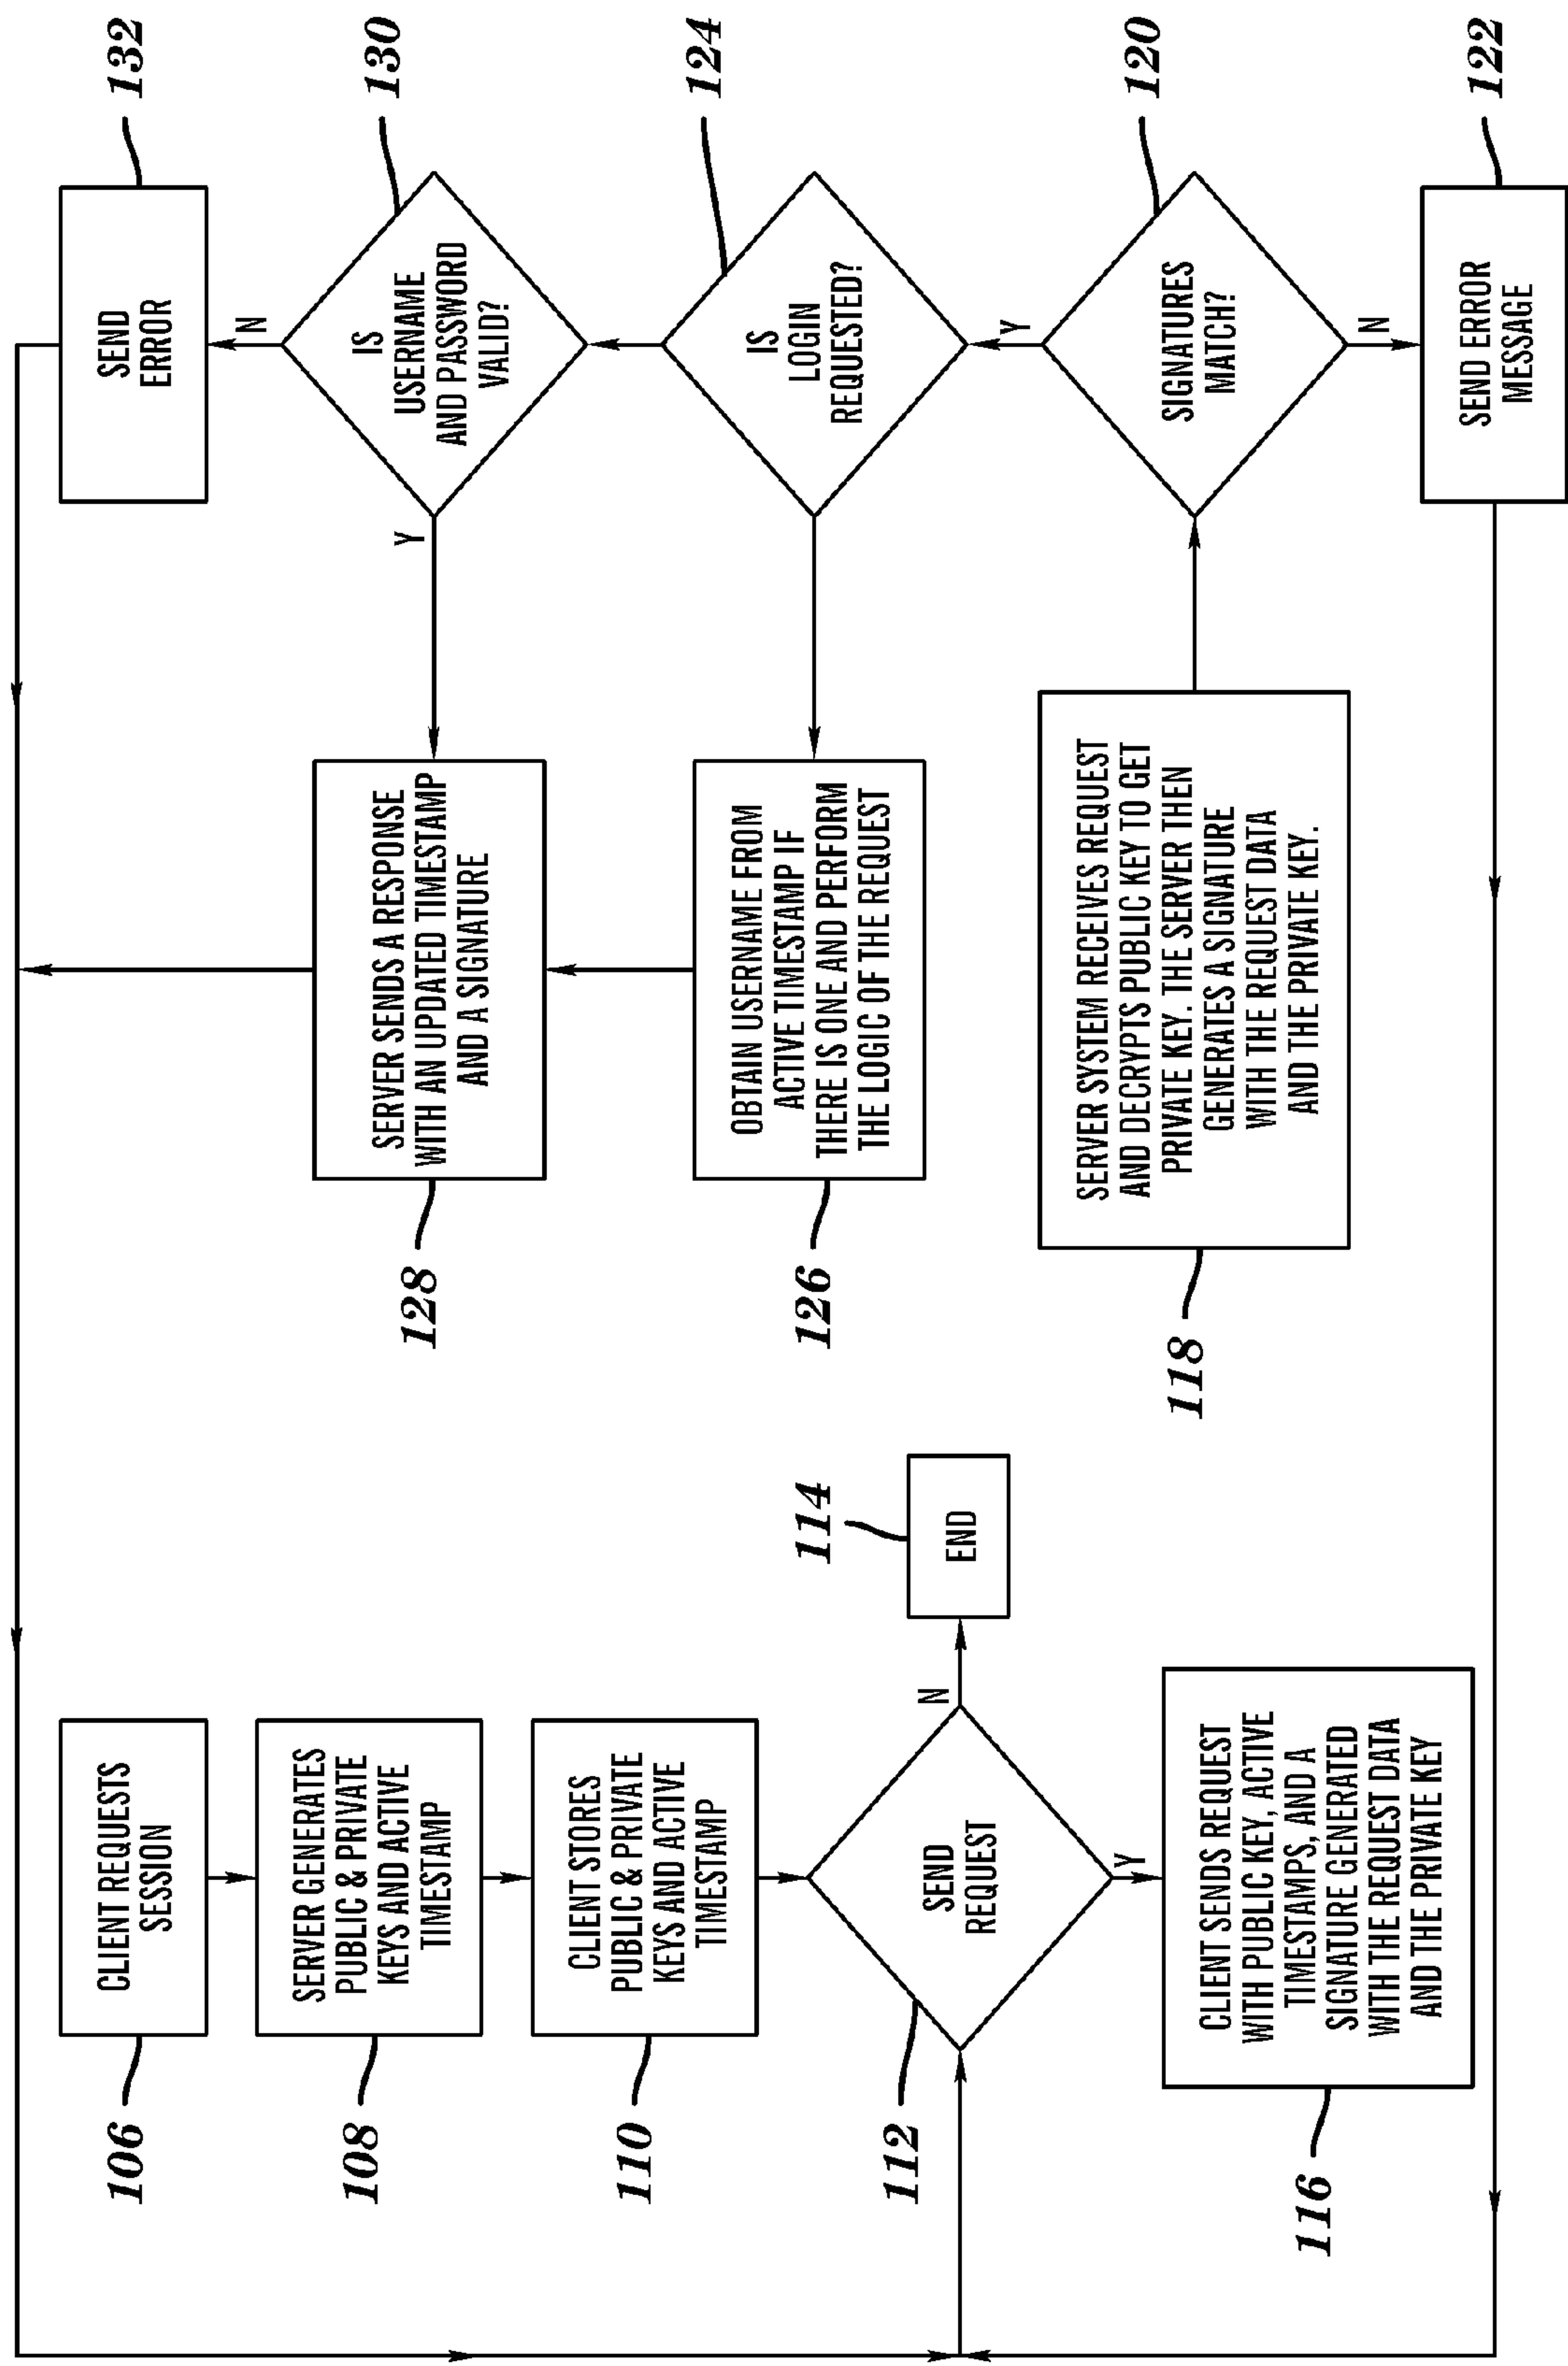 106
CLIENT REQUESTS
SESSION
108
SERVER GENERATES
PUBLIC & PRIVATE
KEYS AND ACTIVE
TIMESTAMP
110
CLIENT STORES
PUBLIC & PRIVATE
KEYS AND ACTIVE
TIMESTAMP
112
SEND
REQUEST
N
114
END
Y
116
CLIENT SENDS REQUEST
WITH PUBLIC KEY, ACTIVE
TIMESTAMPS, AND A
SIGNATURE GENERATED
WITH THE REQUEST DATA
AND THE PRIVATE KEY
118
SERVER SYSTEM RECEIVES REQUEST
AND DECRYPTS PUBLIC KEY TO GET
PRIVATE KEY. THE SERVER THEN
GENERATES A SIGNATURE
WITH THE REQUEST DATA
AND THE PRIVATE KEY.
120
SIGNATURES
MATCH?
N
122
SEND ERROR
MESSAGE
Y
124
IS
LOGIN
REQUESTED?
126
OBTAIN USERNAME FROM
ACTIVE TIMESTAMP IF
THERE IS ONE AND PERFORM
THE LOGIC OF THE REQUEST
128
SERVER SENDS A RESPONSE
WITH AN UPDATED TIMESTAMP
AND A SIGNATURE
130
IS
USERNAME
AND PASSWORD
VALID?
Y
N
132
SEND
ERROR